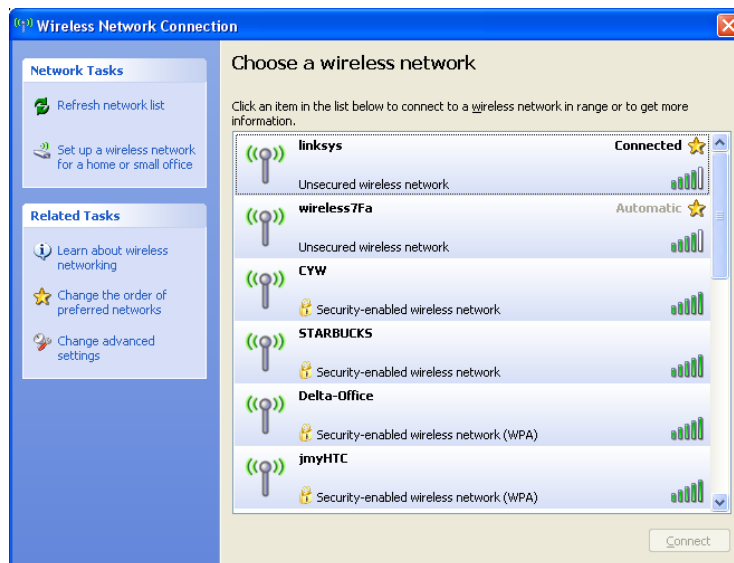 Wireless Network Connection
Network Tasks
Refresh network list
Set up a wireless network
for a home or small office
Related Tasks
Learn about wireless
networking
Change the order of
preferred networks
Change advanced
settings
Choose a wireless network
Click an item in the list below to connect to a wireless network in range or to get more
information.
linksys Connected
Unsecured wireless network
wireless7Fa Automatic
Unsecured wireless network
CYW
Security-enabled wireless network
STARBUCKS
Security-enabled wireless network
Delta-Office
Security-enabled wireless network (WPA)
jmyHTC
Security-enabled wireless network (WPA)
Connect